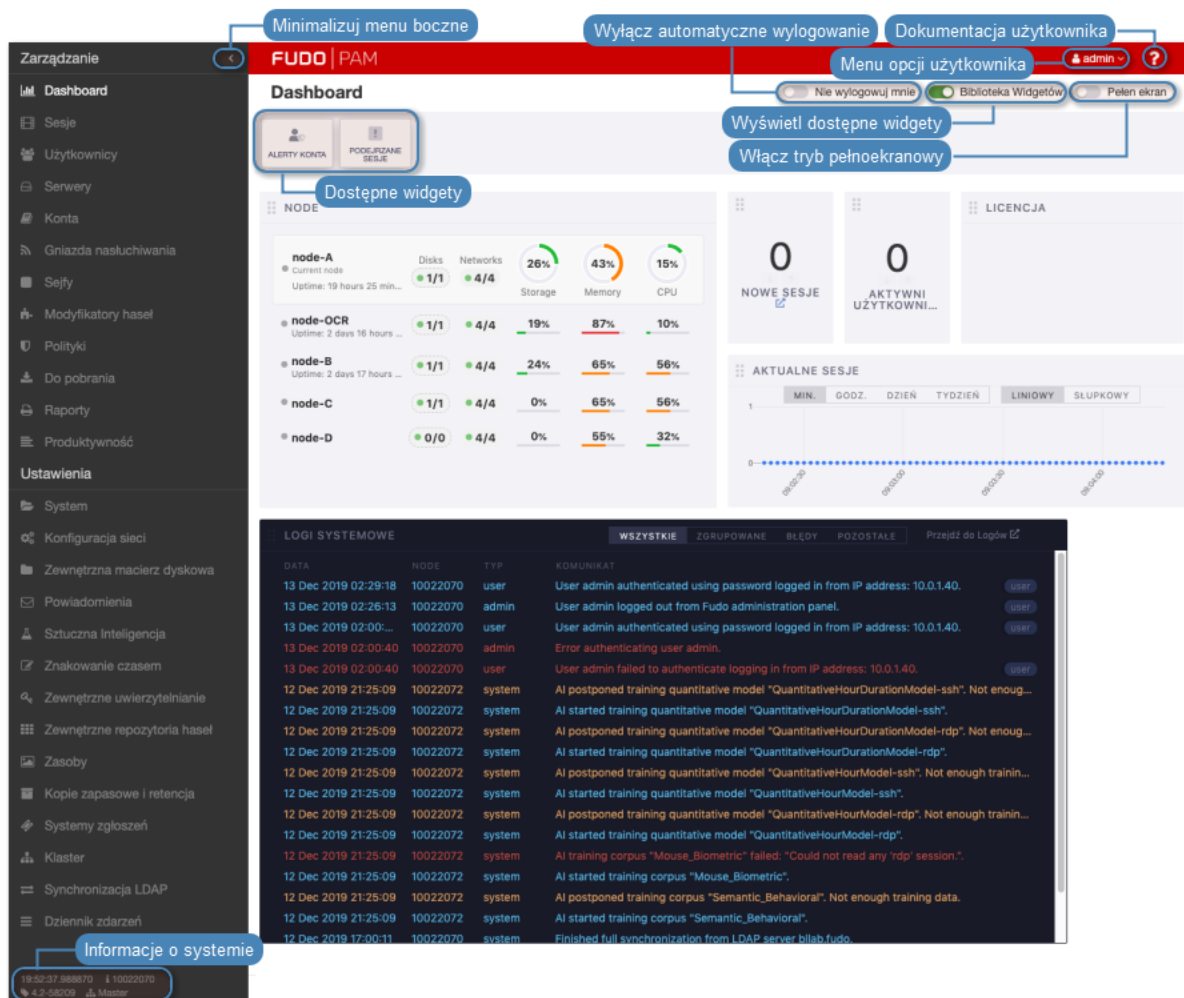 Minimalizuj menu boczne
Wyłącz automatyczne wylogowanie
Dokumentacja użytkownika
Zarządzanie
FUDO PAM
Menu opcji użytkownika
admin
?
Dashboard
Dashboard
Nie wylogowuj mnie
Biblioteka Widgetów
Pełen ekran
Sesje
Wyświetl dostępne widgety
Użytkownicy
ALERTY KONTA
PODEJRZANE SESJE
Włącz tryb pełnoekranowy
Serwery
Dostępne widgety
Konta
NODE
LICENCJA
Gniazda nasłuchiwania
Sejfy
Modyfikatory haseł
Polityki
Do pobrania
Raporty
Produktywność
node-A
Current node
Uptime: 19 hours 25 min...
Disks
1/1
Networks
4/4
26%
Storage
43%
Memory
15%
CPU
node-OCR
Uptime: 2 days 16 hours ...
1/1 4/4 19% 87% 10%
node-B
Uptime: 2 days 17 hours ...
1/1 4/4 24% 65% 56%
node-C 1/1 4/4 0% 65% 56%
node-D 0/0 4/4 0% 55% 32%
0
NOWE SESJE
0
AKTYWNI
UŻYTKOWNI...
AKTUALNE SESJE
MIN. GODZ. DZIEŃ TYDZIEŃ LINIOWY SŁUPKOWY
1
0
09:02:30 09:03:00 09:03:30 09:04:00
Ustawienia
System
Konfiguracja sieci
Zewnętrzna macierz dyskowa
Powiadomienia
Sztuczna Inteligencja
Znakowanie czasem
Zewnętrzne uwierzytelnianie
Zewnętrzne repozytoria haseł
Zasoby
Kopie zapasowe i retencja
Systemy zgłoszeń
Klaster
Synchronizacja LDAP
Dziennik zdarzeń
Informacje o systemie
19:52:37.988870 10022070
4.2-58209 Master
LOGI SYSTEMOWE WSZYSTKIE ZGRUPOWANE BŁĘDY POZOSTAŁE Przejdź do Logów
DATA NODE TYP KOMUNIKAT
13 Dec 2019 02:29:18 10022070 user User admin authenticated using password logged in from IP address: 10.0.1.40. user
13 Dec 2019 02:26:13 10022070 admin User admin logged out from Fudo administration panel. user
13 Dec 2019 02:00:... 10022070 user User admin authenticated using password logged in from IP address: 10.0.1.40. user
13 Dec 2019 02:00:40 10022070 admin Error authenticating user admin.
13 Dec 2019 02:00:40 10022070 user User admin failed to authenticate logging in from IP address: 10.0.1.40. user
12 Dec 2019 21:25:09 10022072 system AI postponed training quantitative model "QuantitativeHourDurationModel-ssh". Not enoug...
12 Dec 2019 21:25:09 10022072 system AI started training quantitative model "QuantitativeHourDurationModel-ssh".
12 Dec 2019 21:25:09 10022072 system AI postponed training quantitative model "QuantitativeHourDurationModel-rdp". Not enoug...
12 Dec 2019 21:25:09 10022072 system AI started training quantitative model "QuantitativeHourDurationModel-rdp".
12 Dec 2019 21:25:09 10022072 system AI postponed training quantitative model "QuantitativeHourModel-ssh". Not enough trainin...
12 Dec 2019 21:25:09 10022072 system AI started training quantitative model "QuantitativeHourModel-ssh".
12 Dec 2019 21:25:09 10022072 system AI postponed training quantitative model "QuantitativeHourModel-rdp". Not enough trainin...
12 Dec 2019 21:25:09 10022072 system AI started training quantitative model "QuantitativeHourModel-rdp".
12 Dec 2019 21:25:09 10022072 system AI training corpus "Mouse_Biometric" failed: "Could not read any 'rdp' session.".
12 Dec 2019 21:25:09 10022072 system AI started training corpus "Mouse_Biometric".
12 Dec 2019 21:25:09 10022072 system AI postponed training corpus "Semantic_Behavioral". Not enough training data.
12 Dec 2019 21:25:09 10022072 system AI started training corpus "Semantic_Behavioral".
12 Dec 2019 17:00:11 10022070 system Finished full synchronization from LDAP server bllab.fudo.